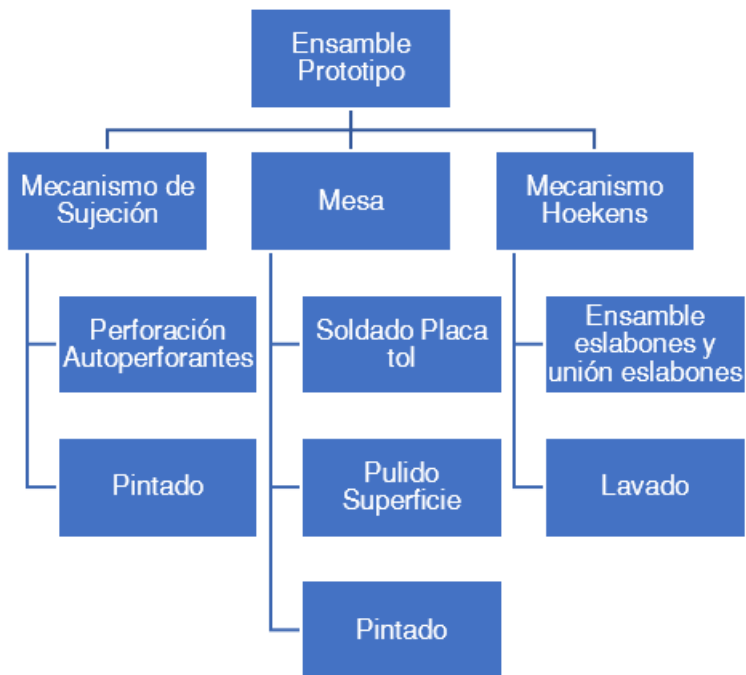 Ensamble
Prototipo
Mecanismo de
Sujeción
Mesa
Mecanismo
Hoekens
Perforación
Autoperforantes
Soldado Placa
tol
Ensamble
eslabones y
unión eslabones
Pintado
Pulido
Superficie
Lavado
Pintado